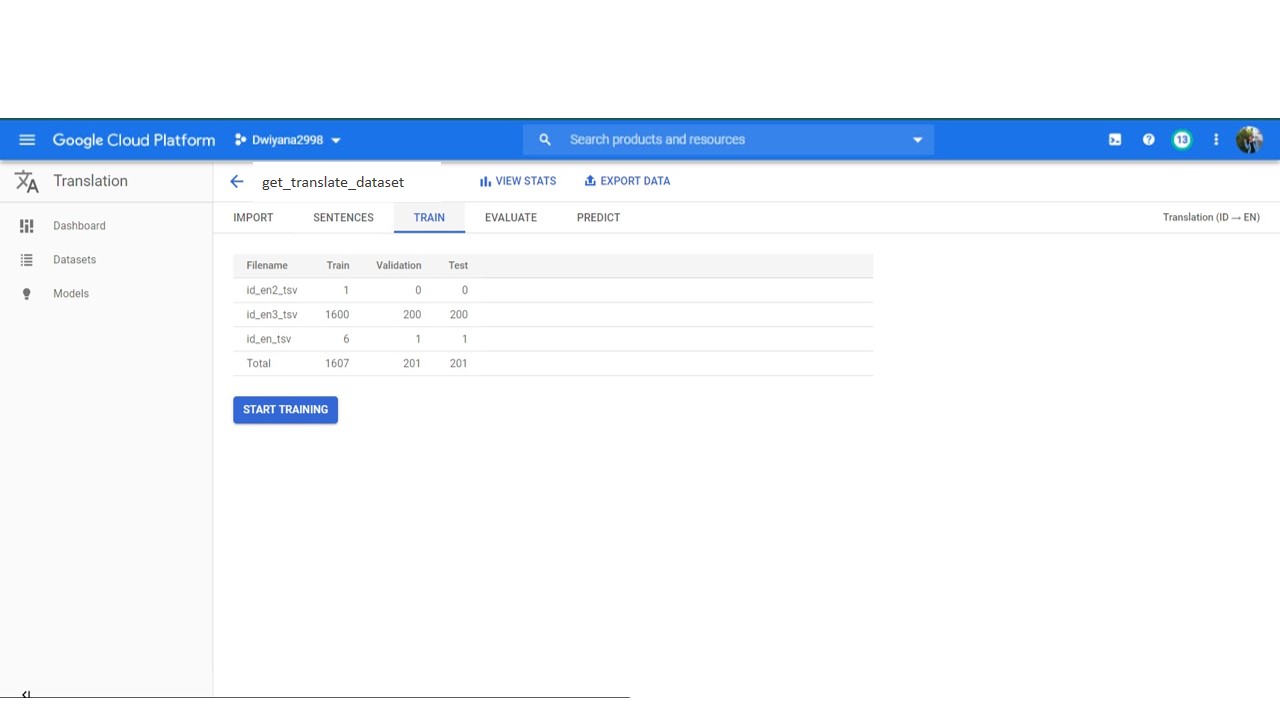 Google Cloud Platform Dwiyana2998 Search products and resources 13
Translation get_translate_dataset VIEW STATS EXPORT DATA
IMPORT SENTENCES TRAIN EVALUATE PREDICT Translation (ID → EN)
Dashboard
Datasets
Models
Filename Train Validation Test
id_en2_tsv 1 0 0
id_en3_tsv 1600 200 200
id_en_tsv 6 1 1
Total 1607 201 201
START TRAINING